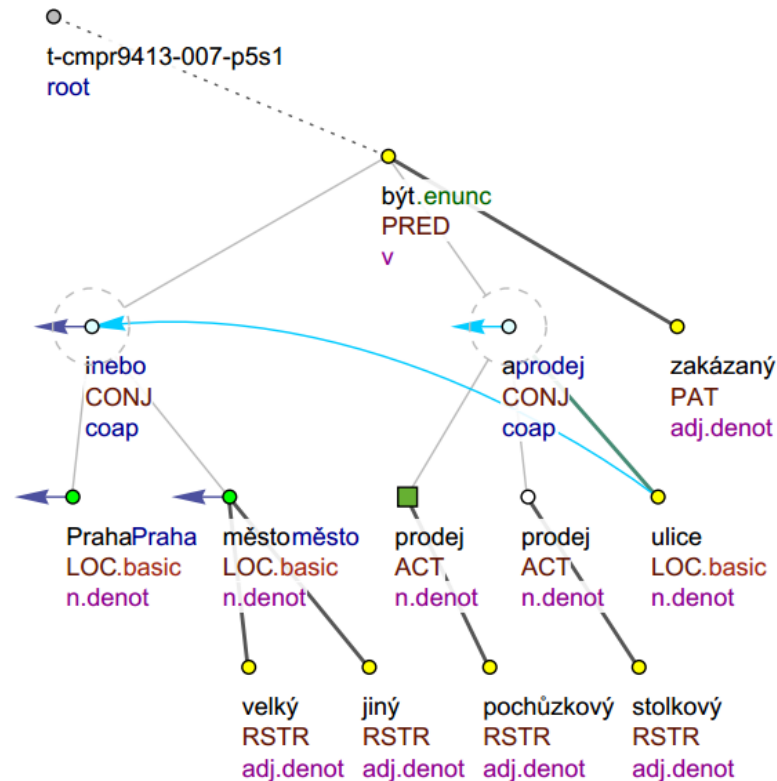 t-cmpr9413-007-p5s1
root
být.enunc
PRED
v
inebo
CONJ
coap
aprodej
CONJ
coap
zakázaný
PAT
adj.denot
PrahaPraha
LOC.basic
n.denot
městoměsto
LOC.basic
n.denot
prodej
ACT
n.denot
prodej
ACT
n.denot
ulice
LOC.basic
n.denot
velký
RSTR
adj.denot
jiný
RSTR
adj.denot
pochůzkový
RSTR
adj.denot
stolkový
RSTR
adj.denot